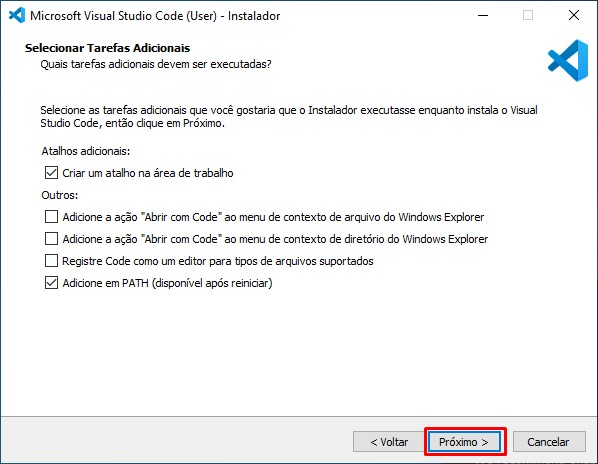 Microsoft Visual Studio Code (User) - Instalador
Selecionar Tarefas Adicionais
Quais tarefas adicionais devem ser executadas?
Selecione as tarefas adicionais que você gostaria que o Instalador executasse enquanto instala o Visual
Studio Code, então clique em Próximo.
Atalhos adicionais:
Criar um atalho na área de trabalho
Outros:
Adicione a ação "Abrir com Code" ao menu de contexto de arquivo do Windows Explorer
Adicione a ação "Abrir com Code" ao menu de contexto de diretório do Windows Explorer
Registre Code como um editor para tipos de arquivos suportados
Adicione em PATH (disponível após reiniciar)
< Voltar
Próximo >
Cancelar